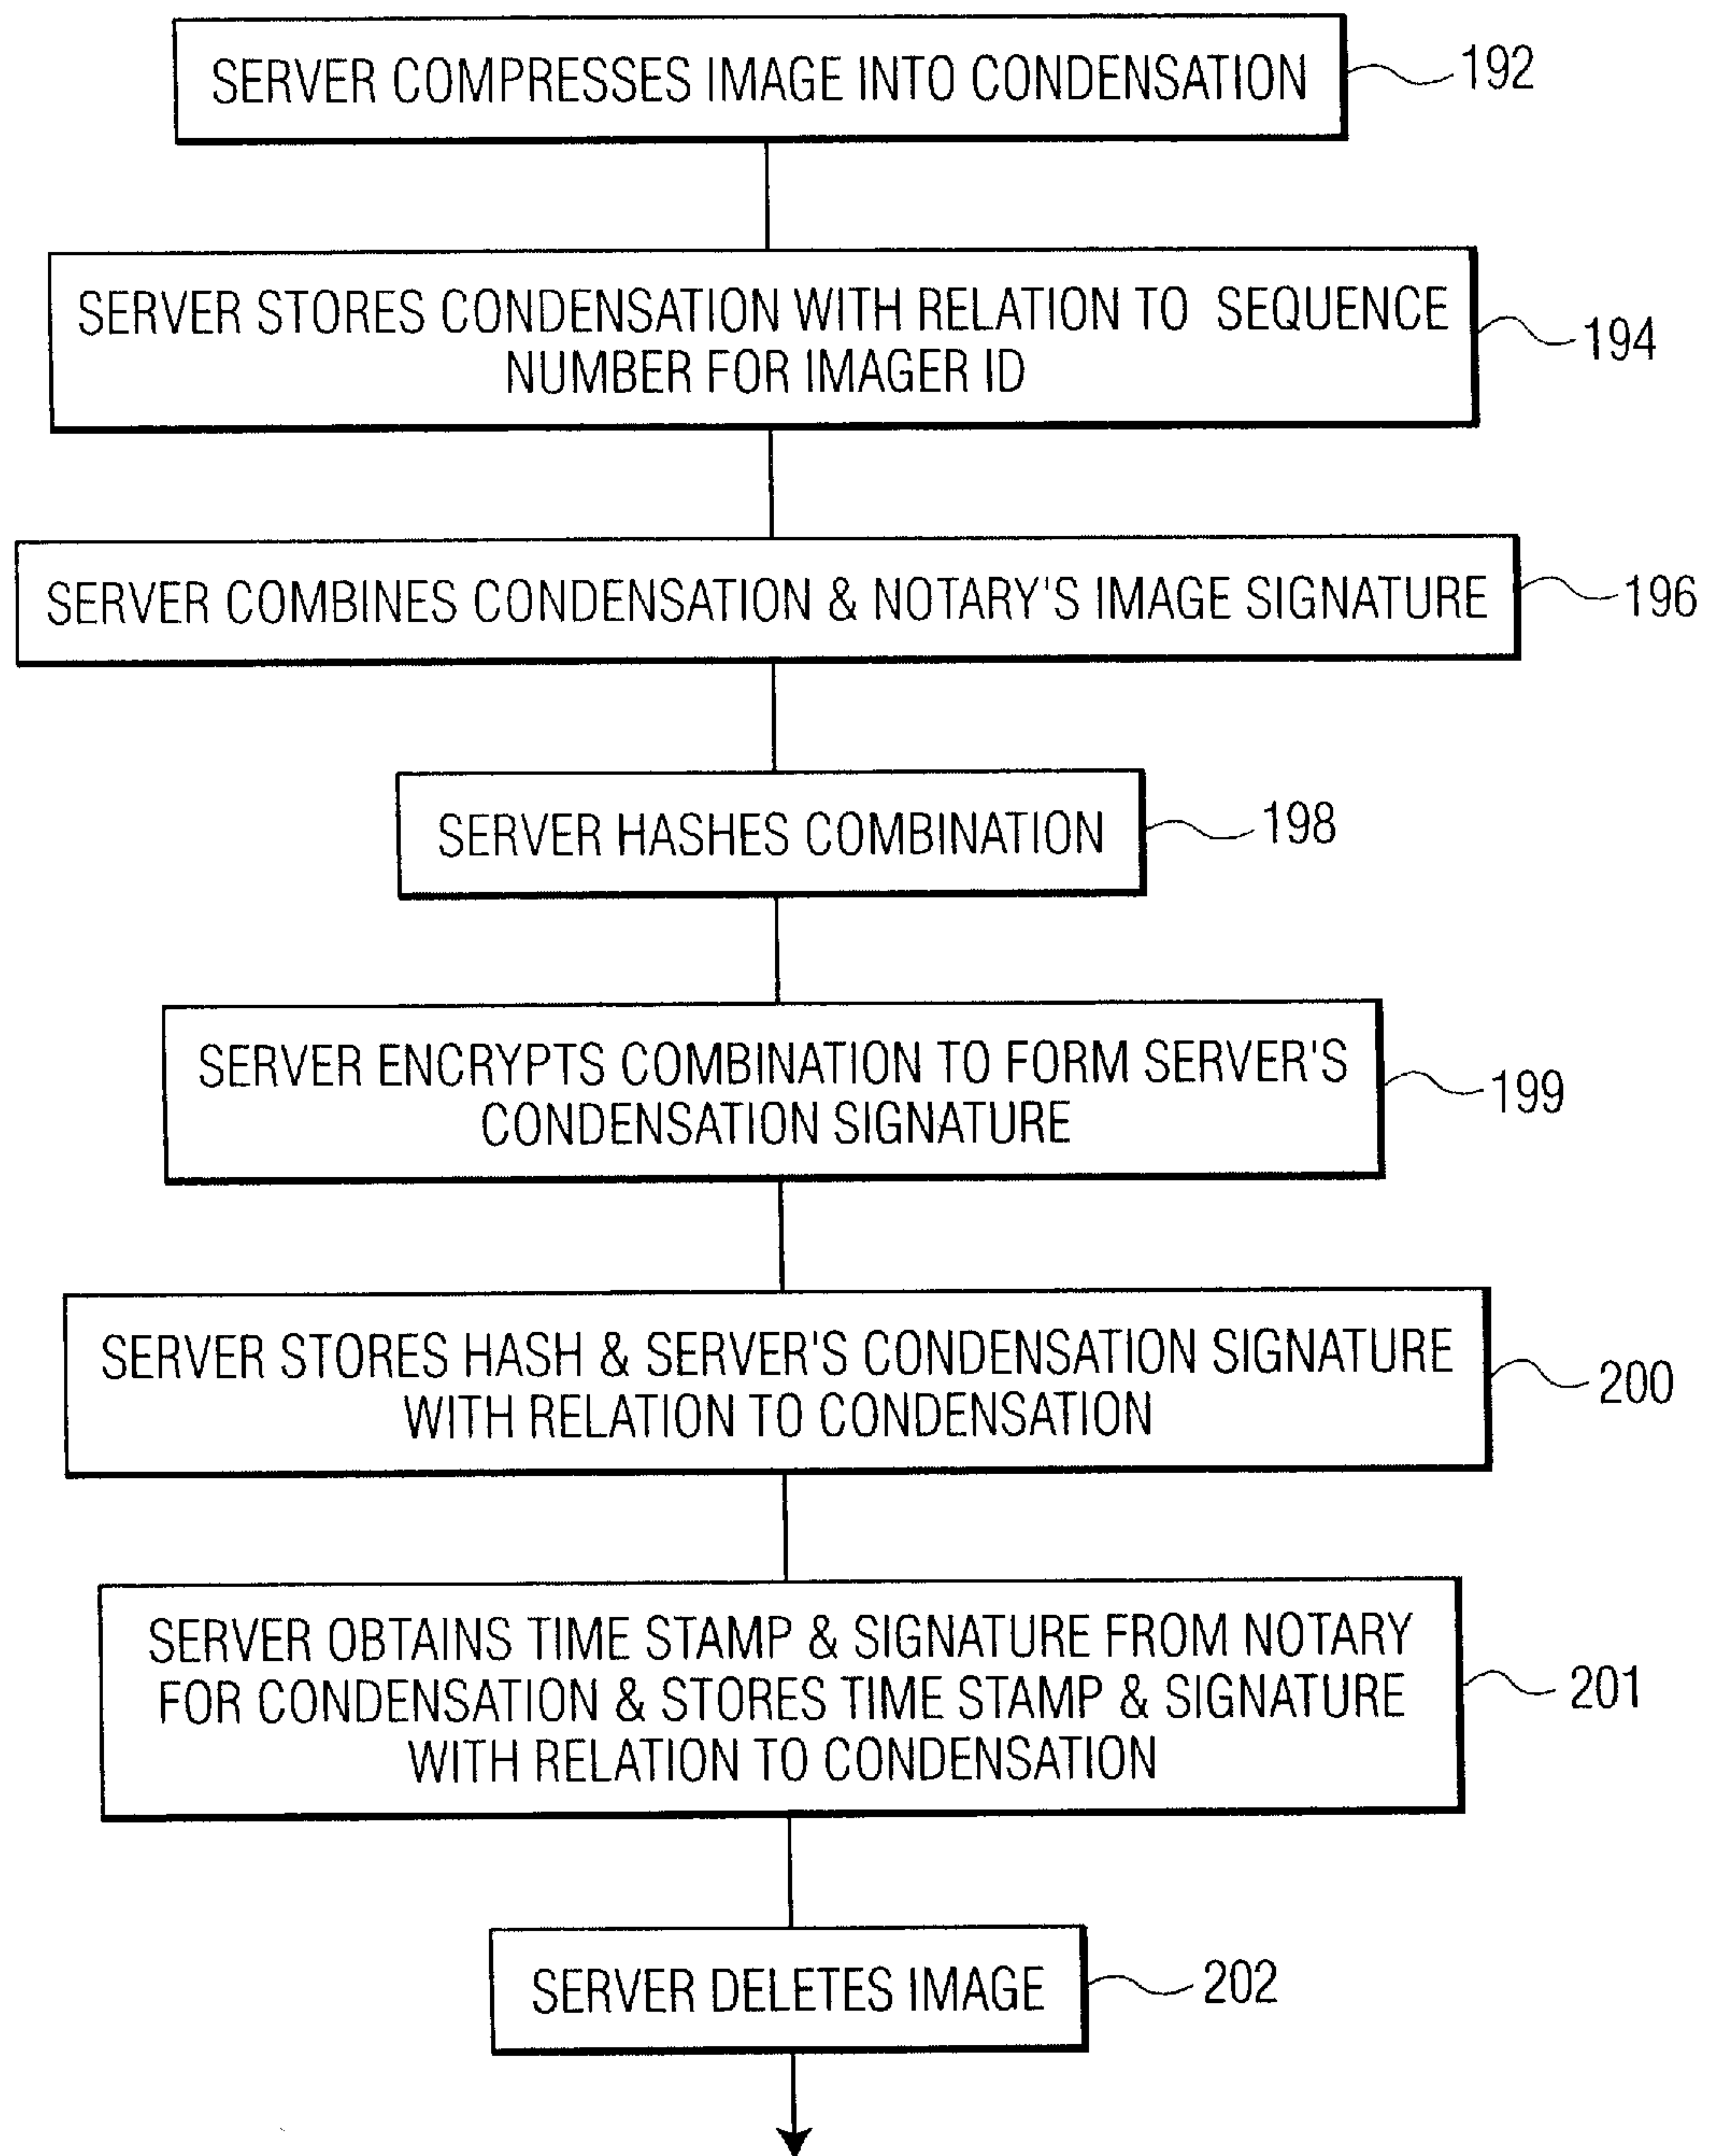 SERVER COMPRESSES IMAGE INTO CONDENSATION
192
SERVER STORES CONDENSATION WITH RELATION TO SEQUENCE
NUMBER FOR IMAGER ID
194
SERVER COMBINES CONDENSATION & NOTARY'S IMAGE SIGNATURE
196
SERVER HASHES COMBINATION
198
SERVER ENCRYPTS COMBINATION TO FORM SERVER'S
CONDENSATION SIGNATURE
199
SERVER STORES HASH & SERVER'S CONDENSATION SIGNATURE
WITH RELATION TO CONDENSATION
200
SERVER OBTAINS TIME STAMP & SIGNATURE FROM NOTARY
FOR CONDENSATION & STORES TIME STAMP & SIGNATURE
WITH RELATION TO CONDENSATION
201
SERVER DELETES IMAGE
202